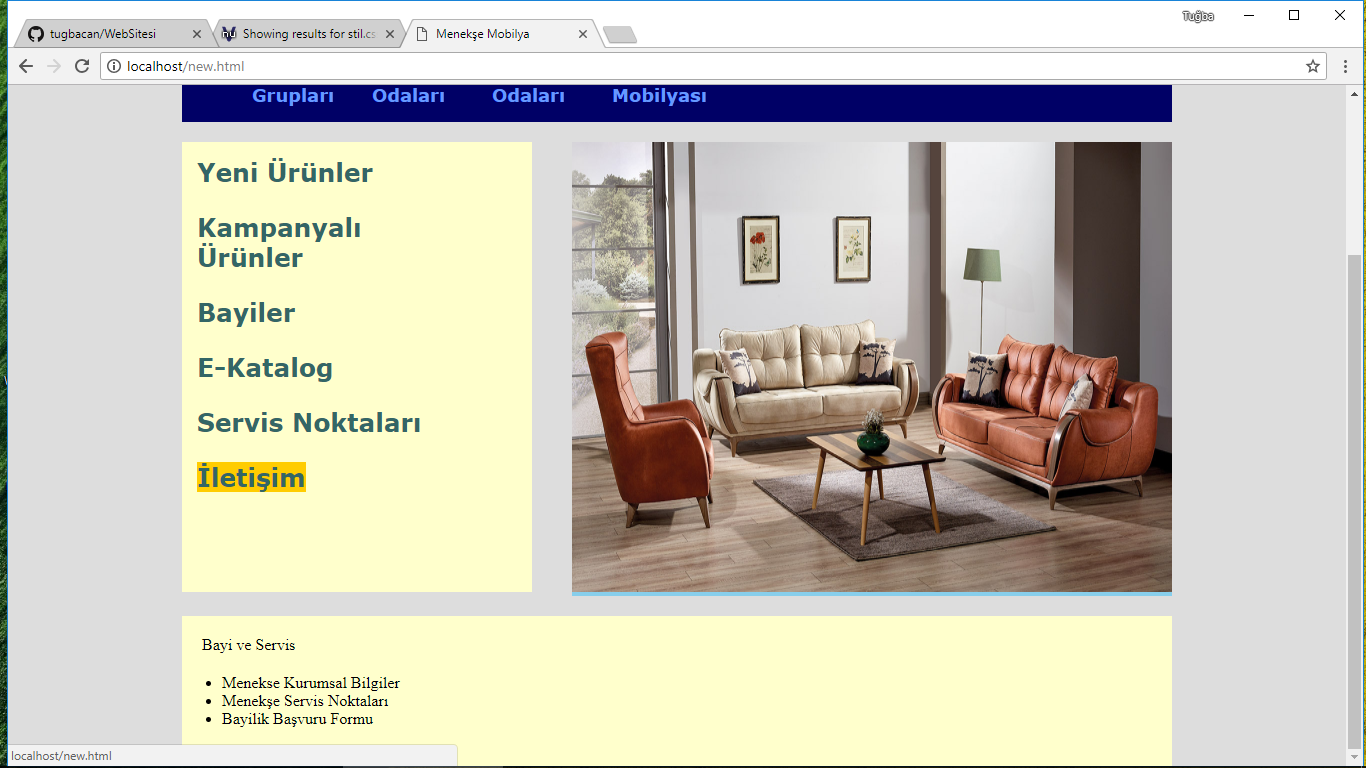 Tuğba
tugbacan/WebSitesi
Showing results for stil.cs
Menekşe Mobilya
localhost/new.html
Grupları Odaları Odaları Mobilyası
Yeni Ürünler
Kampanyalı
Ürünler
Bayiler
E-Katalog
Servis Noktaları
İletişim
Bayi ve Servis
Menekse Kurumsal Bilgiler
Menekşe Servis Noktaları
Bayilik Başvuru Formu
localhost/new.html